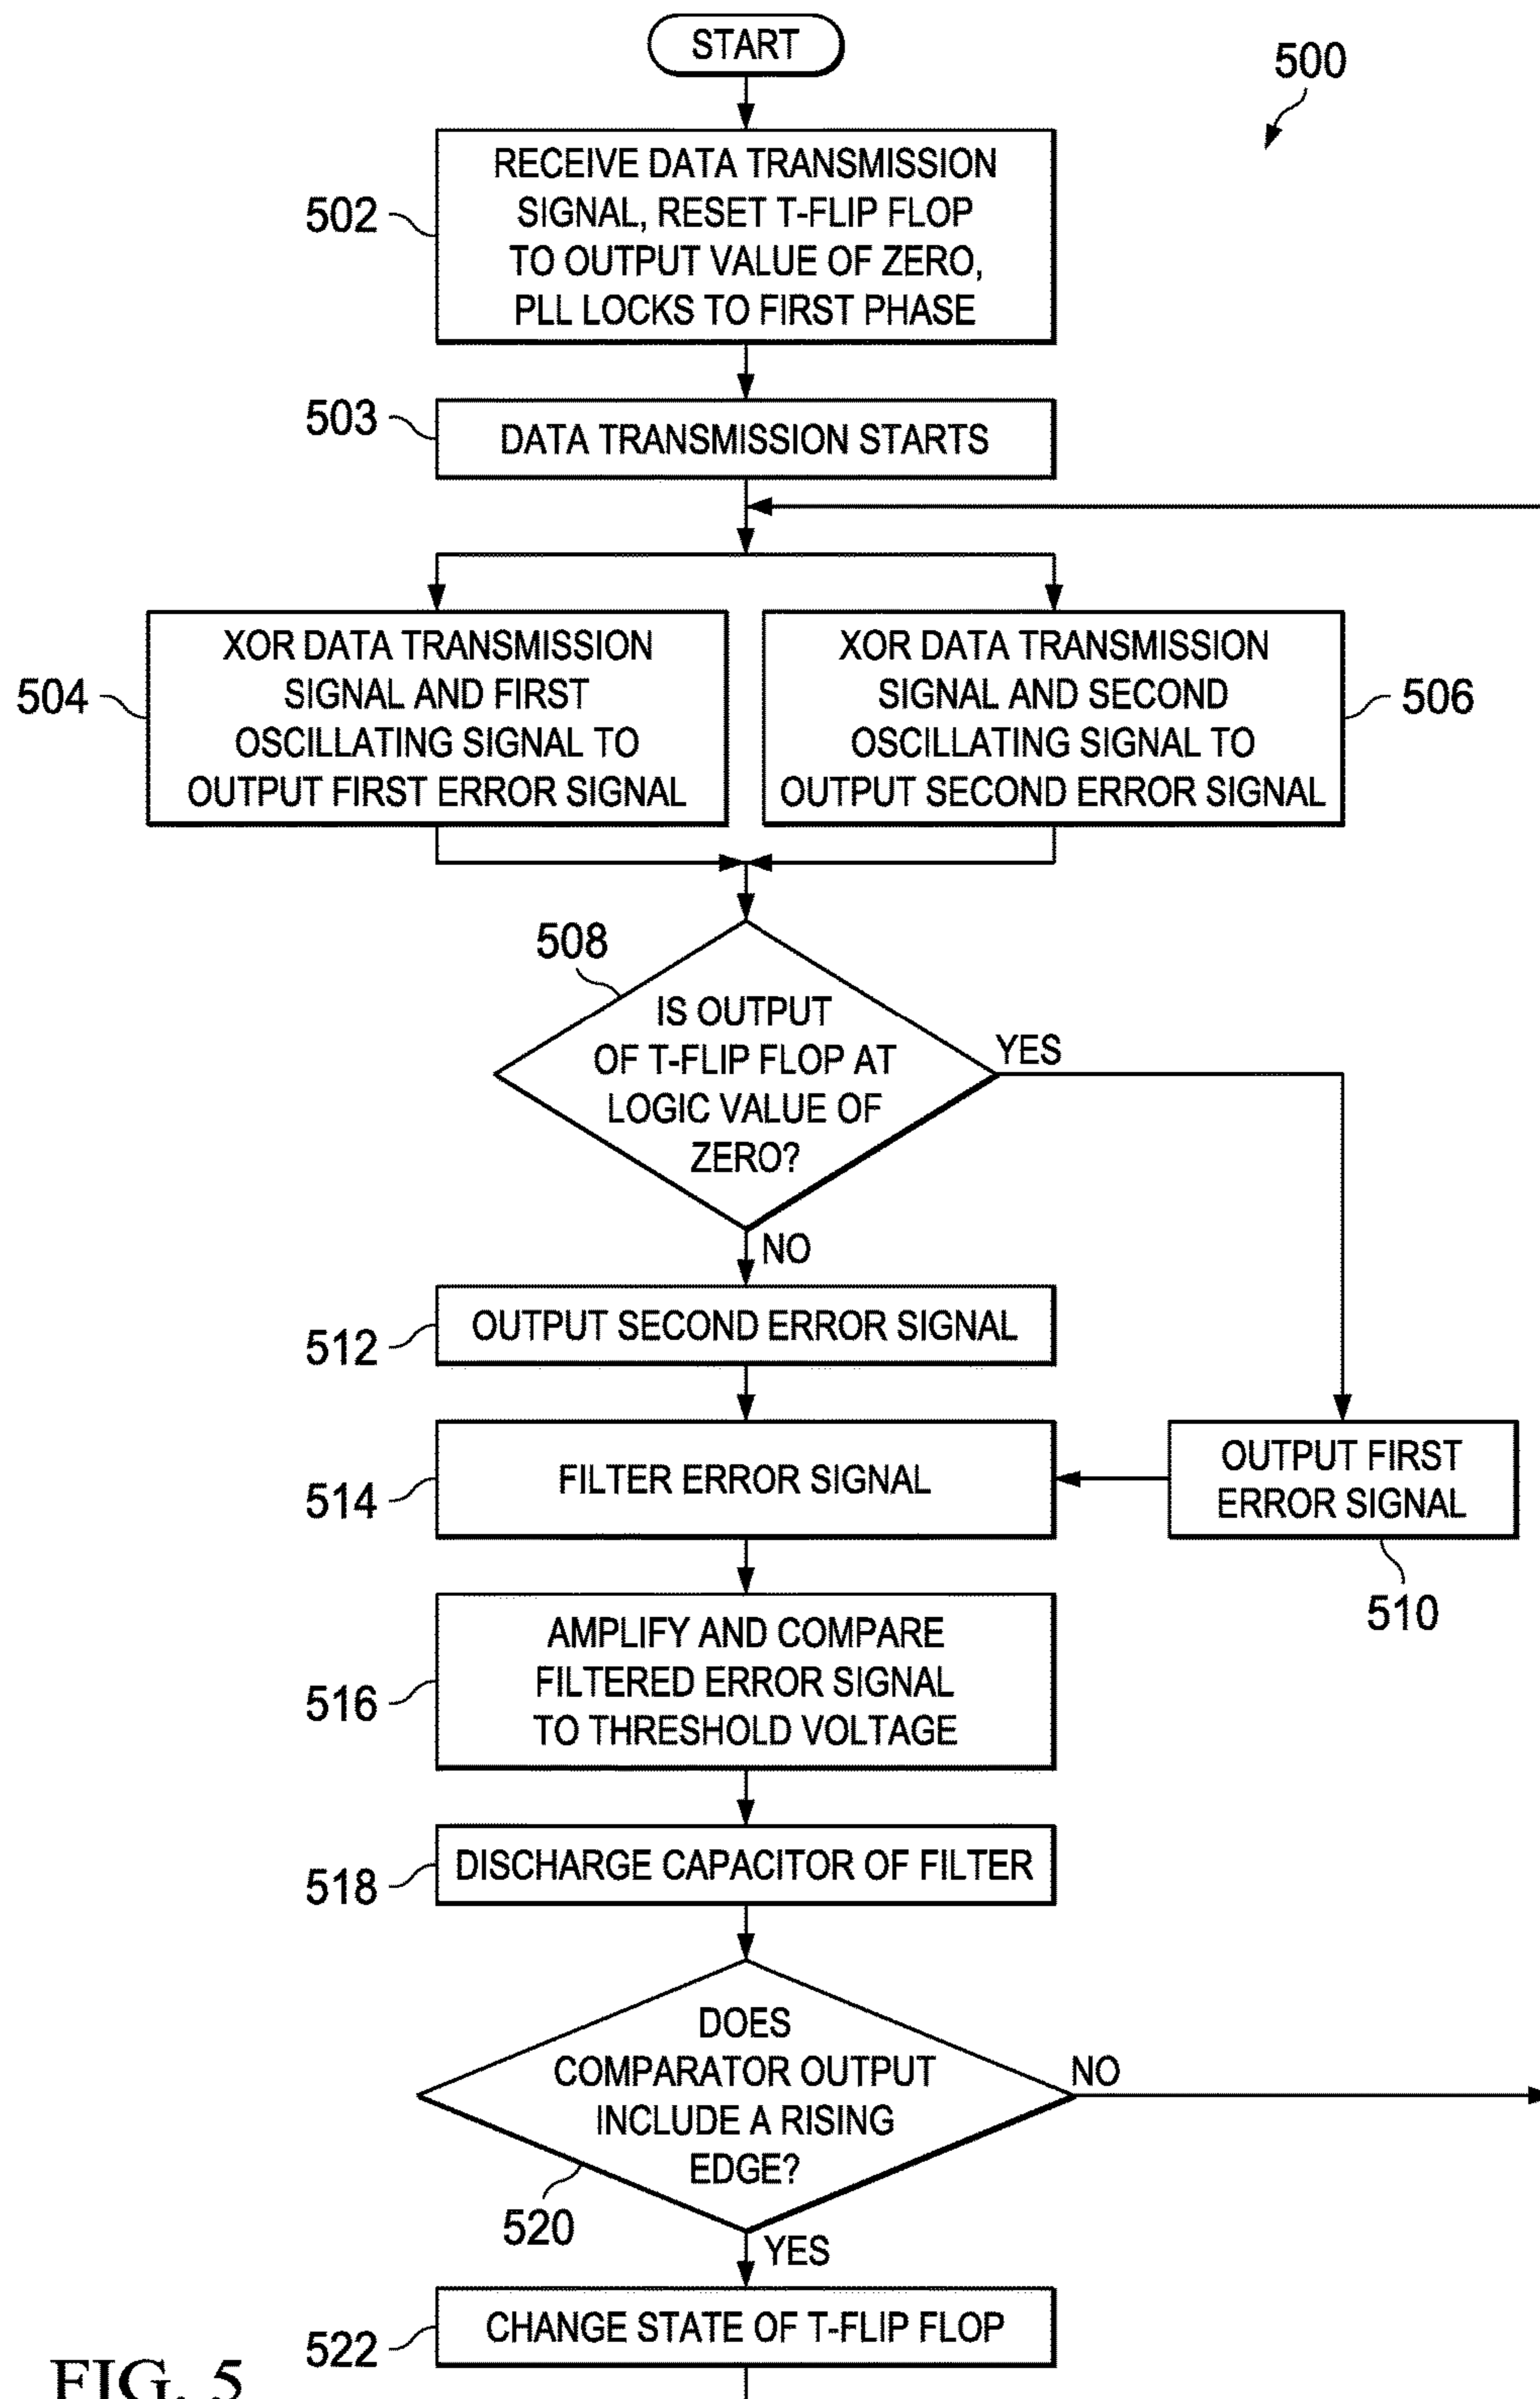 START
500
502
RECEIVE DATA TRANSMISSION
SIGNAL, RESET T-FLIP FLOP
TO OUTPUT VALUE OF ZERO,
PLL LOCKS TO FIRST PHASE
503
DATA TRANSMISSION STARTS
504
XOR DATA TRANSMISSION
SIGNAL AND FIRST
OSCILLATING SIGNAL TO
OUTPUT FIRST ERROR SIGNAL
XOR DATA TRANSMISSION
SIGNAL AND SECOND
OSCILLATING SIGNAL TO
OUTPUT SECOND ERROR SIGNAL
506
508
IS OUTPUT
OF T-FLIP FLOP AT
LOGIC VALUE OF
ZERO?
YES
NO
512
OUTPUT SECOND ERROR SIGNAL
514
FILTER ERROR SIGNAL
OUTPUT FIRST
ERROR SIGNAL
510
516
AMPLIFY AND COMPARE
FILTERED ERROR SIGNAL
TO THRESHOLD VOLTAGE
518
DISCHARGE CAPACITOR OF FILTER
DOES
COMPARATOR OUTPUT
INCLUDE A RISING
EDGE?
NO
520
YES
522
CHANGE STATE OF T-FLIP FLOP
FIG. 5